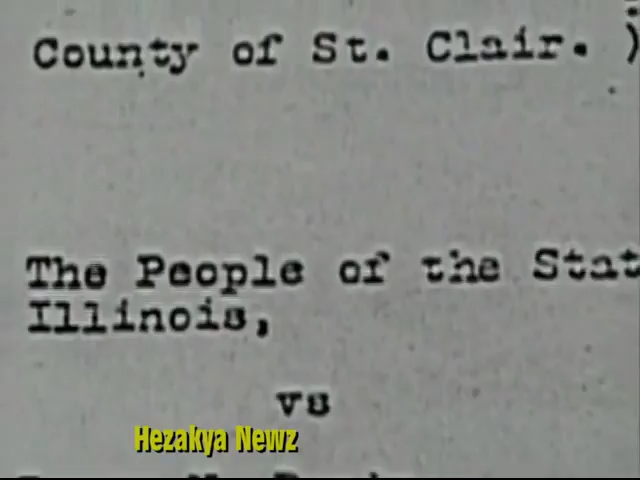 County of St. Clair. )
The People of the Stat
Illinois,
vs
Hezakya Newz